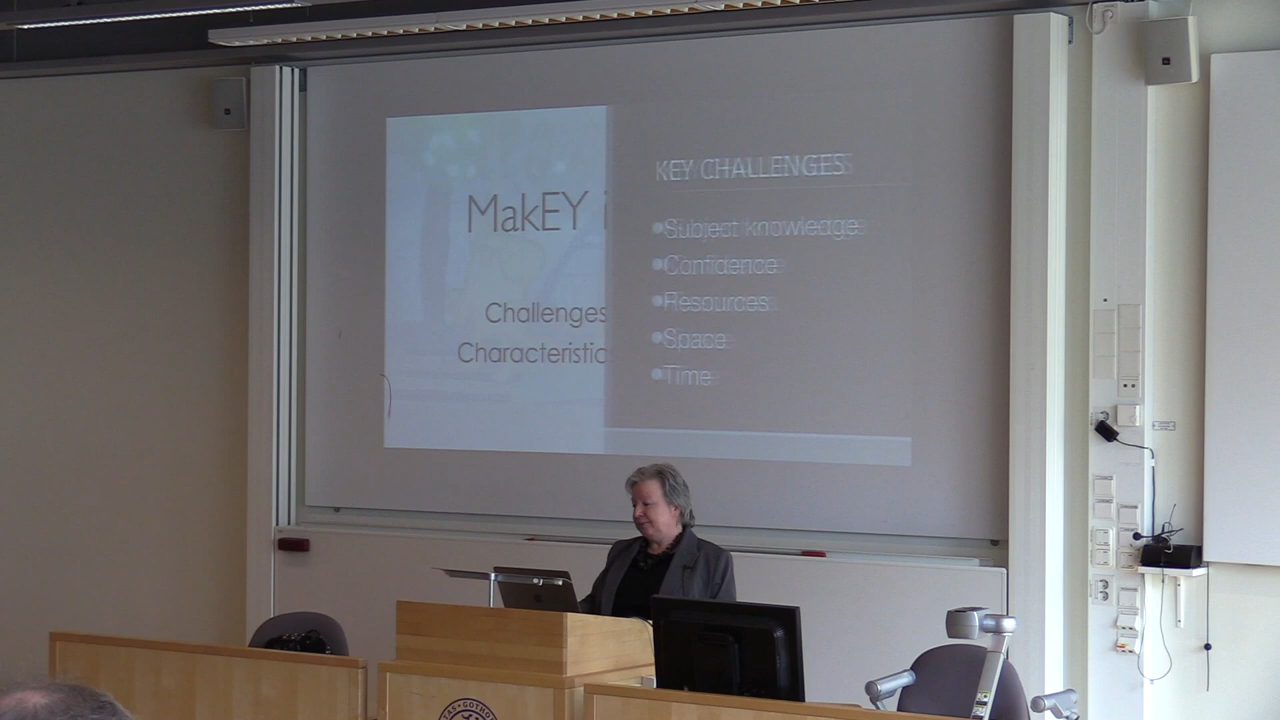 MakEY i
Challenges
Characteristic
KEY CHALLENGES
•Subject knowledge
•Confidence
•Resources
•Space
•Time